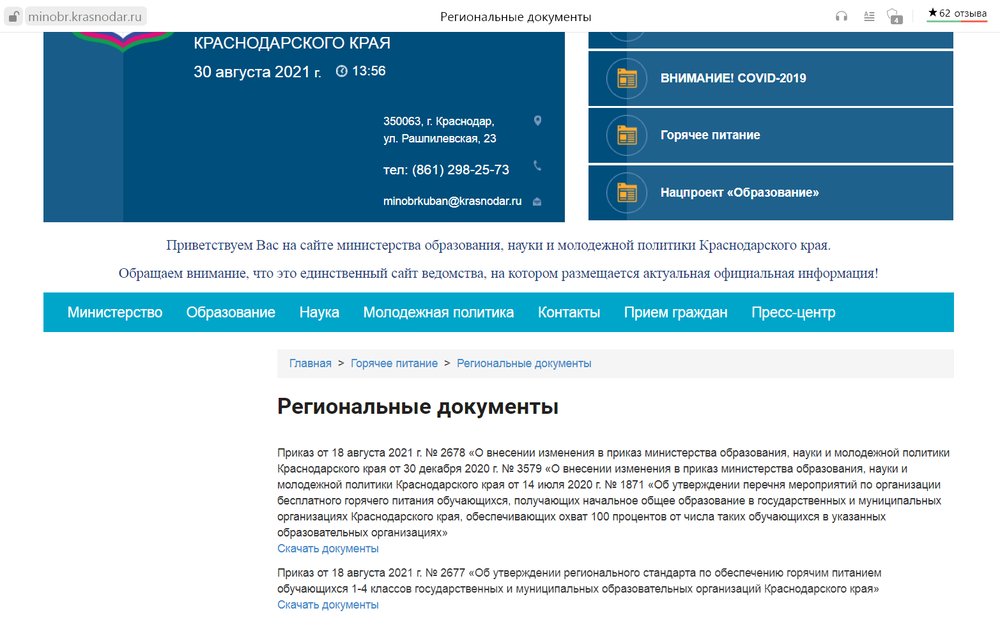 minobr.krasnodar.ru
Региональные документы
4
62 отзыва
КРАСНОДАРСКОГО КРАЯ
30 августа 2021 г.
13:56
350063, г. Краснодар,
ул. Рашпилевская, 23
тел: (861) 298-25-73
minobrkuban@krasnodar.ru
ВНИМАНИЕ! COVID-2019
Горячее питание
Нацпроект «Образование»
Приветствуем Вас на сайте министерства образования, науки и молодежной политики Краснодарского края.
Обращаем внимание, что это единственный сайт ведомства, на котором размещается актуальная официальная информация!
Министерство Образование Наука Молодежная политика Контакты Прием граждан Пресс-центр
Главная > Горячее питание > Региональные документы
Региональные документы
Приказ от 18 августа 2021 г. № 2678 «О внесении изменения в приказ министерства образования, науки и молодежной политики
Краснодарского края от 30 декабря 2020 г. № 3579 «О внесении изменения в приказ министерства образования, науки и
молодежной политики Краснодарского края от 14 июля 2020 г. № 1871 «Об утверждении перечня мероприятий по организации
бесплатного горячего питания обучающихся, получающих начальное общее образование в государственных и муниципальных
организациях Краснодарского края, обеспечивающих охват 100 процентов от числа таких обучающихся в указанных
образовательных организациях»
Скачать документы
Приказ от 18 августа 2021 г. № 2677 «Об утверждении регионального стандарта по обеспечению горячим питанием
обучающихся 1-4 классов государственных и муниципальных образовательных организаций Краснодарского края»
Скачать документы